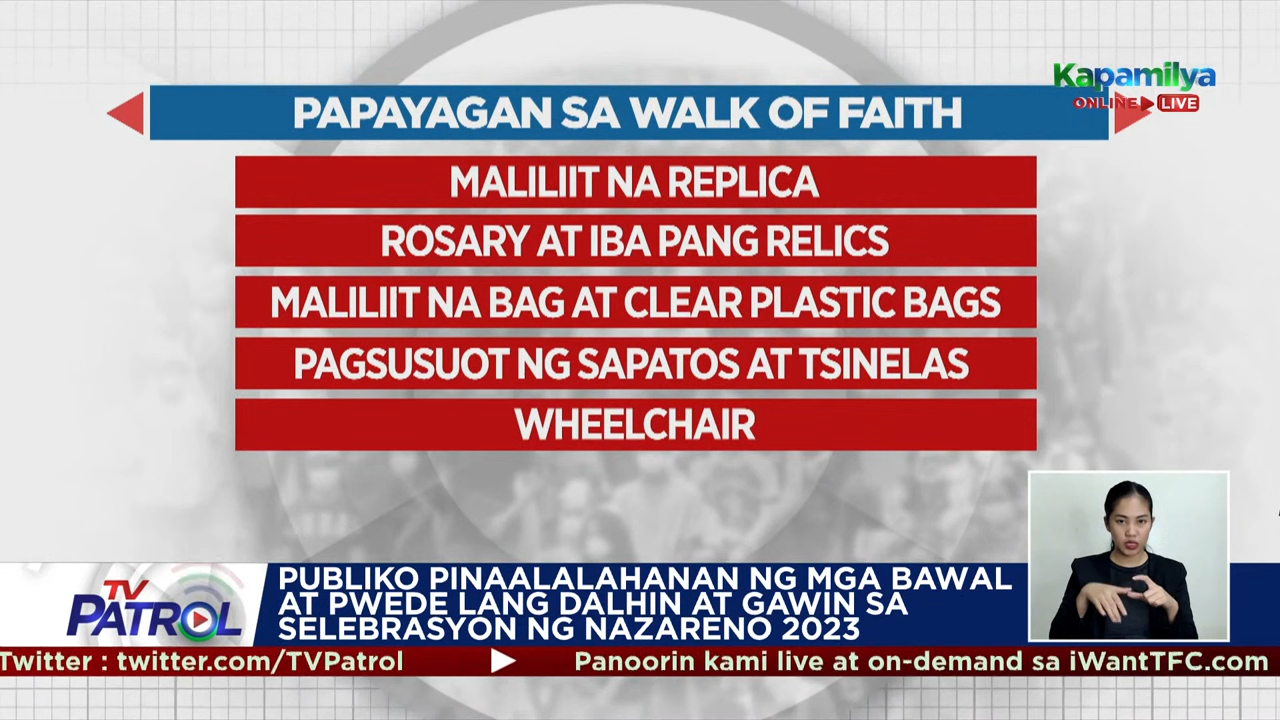 Kapamilya
ONLINE LIVE
PAPAYAGAN SA WALK OF FAITH
MALILIIT NA REPLICA
ROSARY AT IBA PANG RELICS
MALILIIT NA BAG AT CLEAR PLASTIC BAGS
PAGSUSUOT NG SAPATOS AT TSINELAS
WHEELCHAIR
TV
PATROL
PUBLIKO PINAALALAHANAN NG MGA BAWAL
AT PWEDE LANG DALHIN AT GAWIN SA
SELEBRASYON NG NAZARENO 2023
Twitter : twitter.com/TVPatrol Panoorin kami live at on-demand sa iWantTFC.com